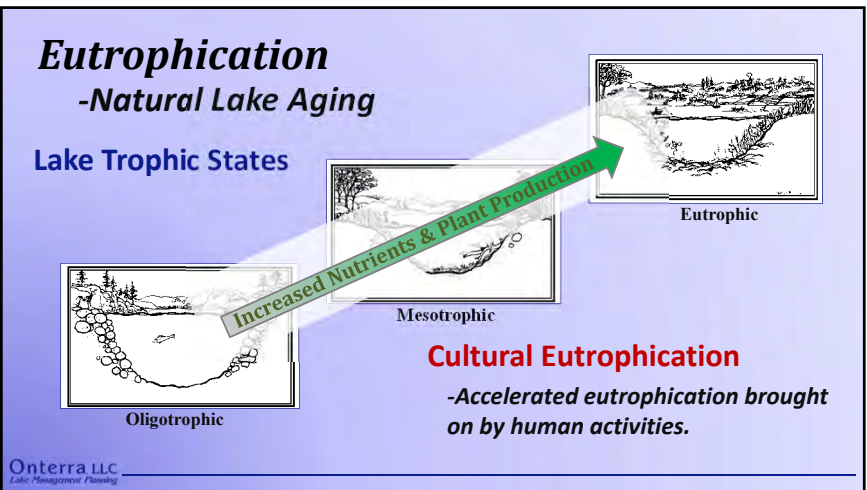 Eutrophication
-Natural Lake Aging
Lake Trophic States
Increased Nutrients & Plant Production
Eutrophic
Mesotrophic
Oligotrophic
Cultural Eutrophication
-Accelerated eutrophication brought
on by human activities.
Onterra LLC
Lake Management Planning